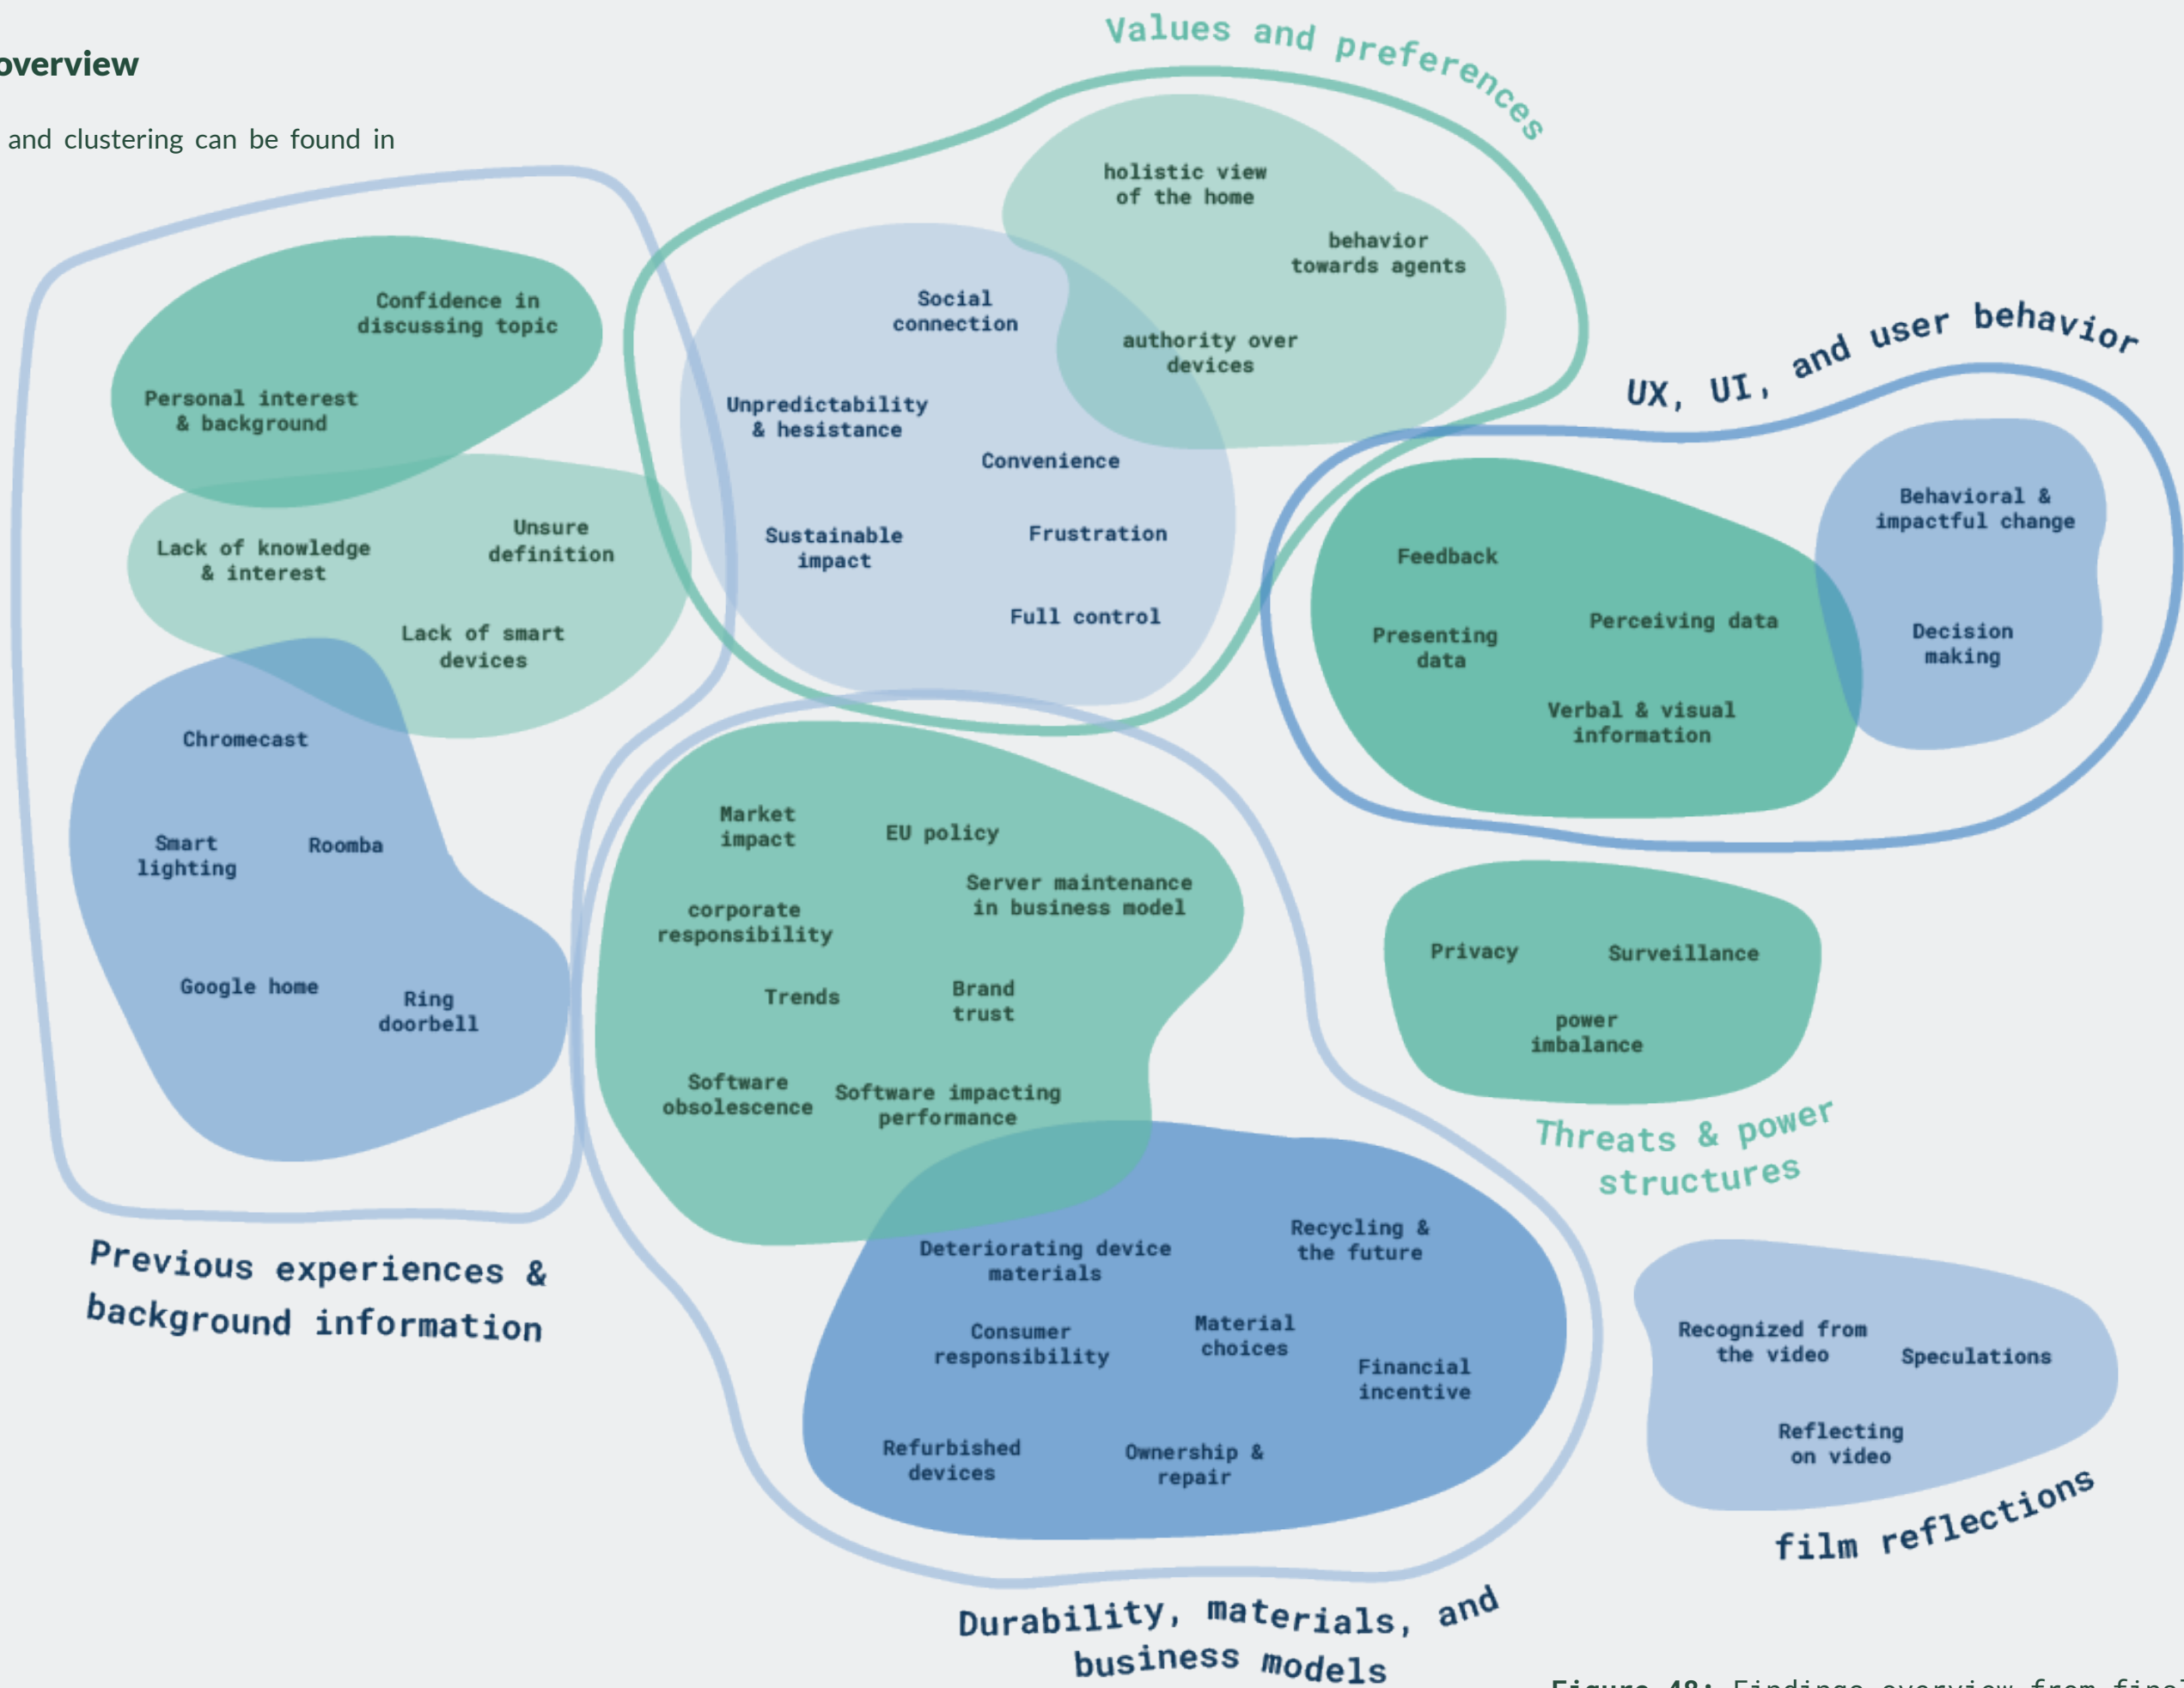 overview
and clustering can be found in
Values and preferences
holistic view
of the home
behavior
towards agents
authority over
devices
Social
connection
Unpredictability
& hesistance
Convenience
Sustainable
impact
Frustration
Full control
Confidence in
discussing topic
Personal interest
& background
Lack of knowledge
& interest
Unsure
definition
Lack of smart
devices
Chromecast
Smart
lighting
Roomba
Google home
Ring
doorbell
Previous experiences &
background information
UX, UI, and user behavior
Feedback
Presenting
data
Perceiving data
Verbal & visual
information
Behavioral &
impactful change
Decision
making
Market
impact
EU policy
Server maintenance
in business model
corporate
responsibility
Trends
Brand
trust
Software
obsolescence
Software impacting
performance
Deteriorating device
materials
Recycling &
the future
Consumer
responsibility
Material
choices
Financial
incentive
Refurbished
devices
Ownership &
repair
Durability, materials, and
business models
Privacy
Surveillance
power
imbalance
Threats & power
structures
Recognized from
the video
Speculations
Reflecting
on video
film reflections
Figure 48: Findings overview from